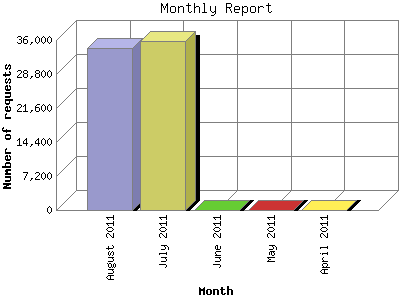 Monthly Report
Number of requests
36,000
28,800
21,600
14,400
7,200
0
August 2011
July 2011
June 2011
May 2011
April 2011
Month